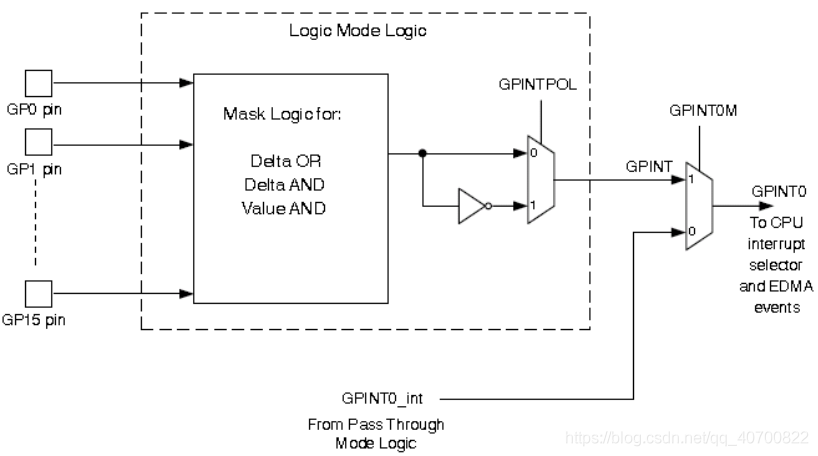 Logic Mode Logic
GP0 pin
GP1 pin
GP15 pin
Mask Logic for:
Delta OR
Delta AND
Value AND
GPINTPOL
0
1
GPINT
GPINT0M
1
0
GPINT0
To CPU
interrupt
selector
and EDMA
events
GPINT0_int
From Pass Through
Mode Logic
https://blog.csdn.net/qq_40700822